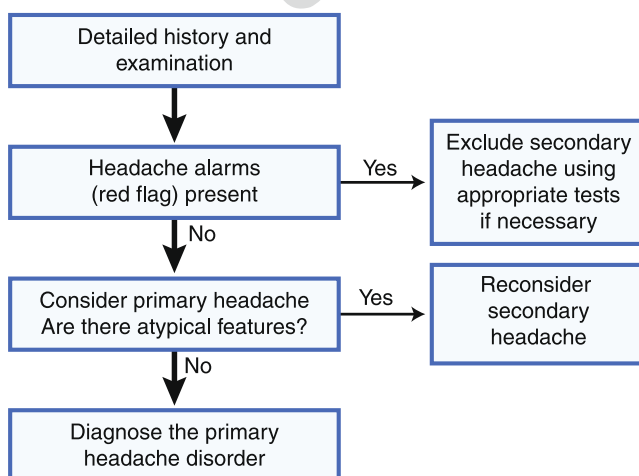 Detailed history and
examination
Headache alarms
(red flag) present
Yes
Exclude secondary
headache using
appropriate tests
if necessary
No
Consider primary headache
Are there atypical features?
Yes
Reconsider
secondary
headache
No
Diagnose the primary
headache disorder